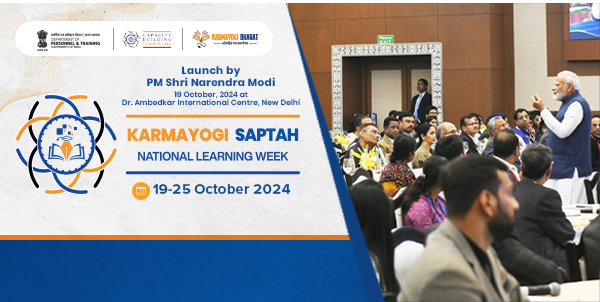 DEPARTMENT OF
PERSONNEL & TRAINING
CAPACITY
BUILDING
COMMISSION
KARMAYOGI BHARAT
Launch by
PM Shri Narendra Modi
19 October, 2024 at
Dr. Ambedkar International Centre, New Delhi
KARMAYOGI SAPTAH
NATIONAL LEARNING WEEK
19-25 October 2024